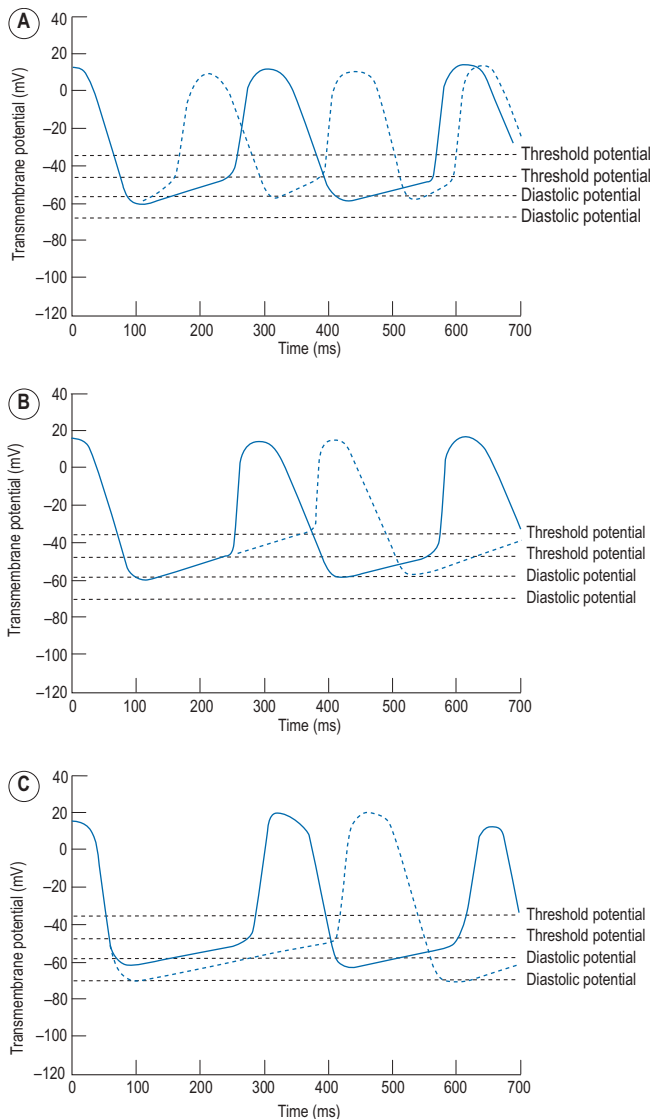 A
Transmembrane potential (mV)
40
20
0
–20
–40
–60
–80
–100
–120
Threshold potential
Threshold potential
Diastolic potential
Diastolic potential
0 100 200 300 400 500 600 700
Time (ms)
B
Transmembrane potential (mV)
40
20
0
–20
–40
–60
–80
–100
–120
Threshold potential
Threshold potential
Diastolic potential
Diastolic potential
0 100 200 300 400 500 600 700
Time (ms)
C
Transmembrane potential (mV)
40
20
0
–20
–40
–60
–80
–100
–120
Threshold potential
Threshold potential
Diastolic potential
Diastolic potential
0 100 200 300 400 500 600 700
Time (ms)